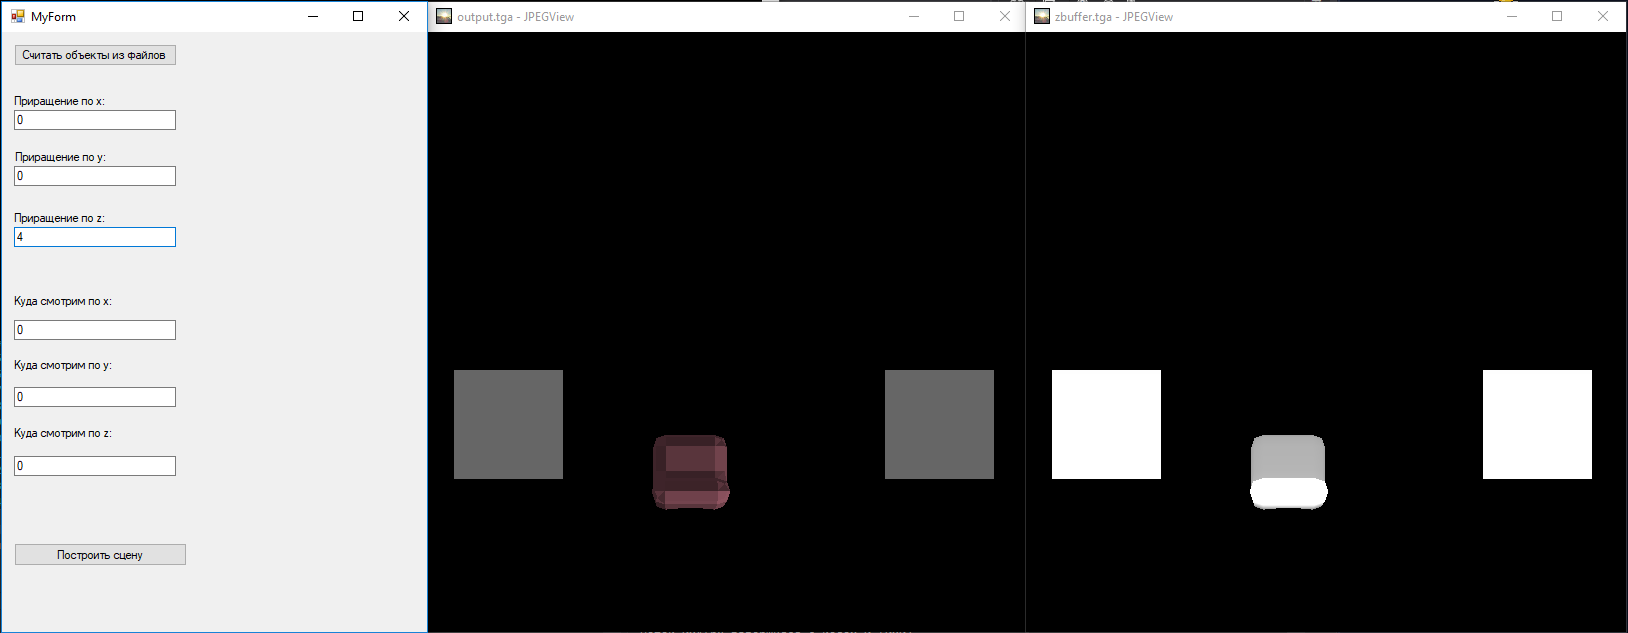 MyForm
Считать объекты из файлов
Приращение по x:
0
Приращение по y:
0
Приращение по z:
4
Куда смотрим по x:
0
Куда смотрим по y:
0
Куда смотрим по z:
0
Построить сцену
output.tga - JPEGView
zbuffer.tga - JPEGView